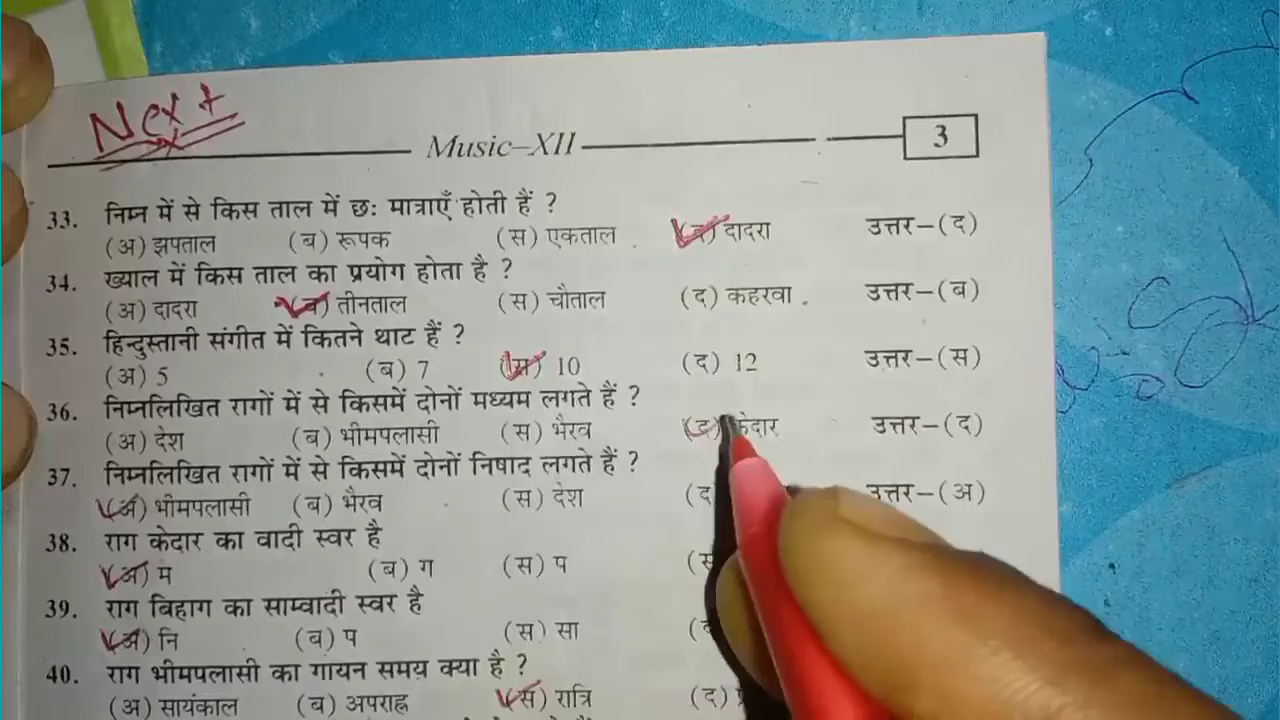 Next
Music–XII
3
33. निम्न में से किस ताल में छः मात्राएँ होती हैं ?
(अ) झपताल (ब) रूपक (स) एकताल (द) दादरा उत्तर–(द)
34. ख्याल में किस ताल का प्रयोग होता है ?
(अ) दादरा (ब) तीनताल (स) चौताल (द) कहरवा . उत्तर–(ब)
35. हिन्दुस्तानी संगीत में कितने थाट हैं ?
(अ) 5 (ब) 7 (स) 10 (द) 12 उत्तर–(स)
36. निम्नलिखित रागों में से किसमें दोनों मध्यम लगते हैं ?
(अ) देश (ब) भीमपलासी (स) भैरव (द) केदार उत्तर–(द)
37. निम्नलिखित रागों में से किसमें दोनों निषाद लगते हैं ?
(अ) भीमपलासी (ब) भैरव (स) देश (द उत्तर–(अ)
38. राग केदार का वादी स्वर है
(अ) म (ब) ग (स) प
39. राग बिहाग का साम्वादी स्वर है
(अ) नि (ब) प (स) सा
40. राग भीमपलासी का गायन समय क्या है ?
(अ) सायंकाल (ब) अपराह्न (स) रात्रि (द)